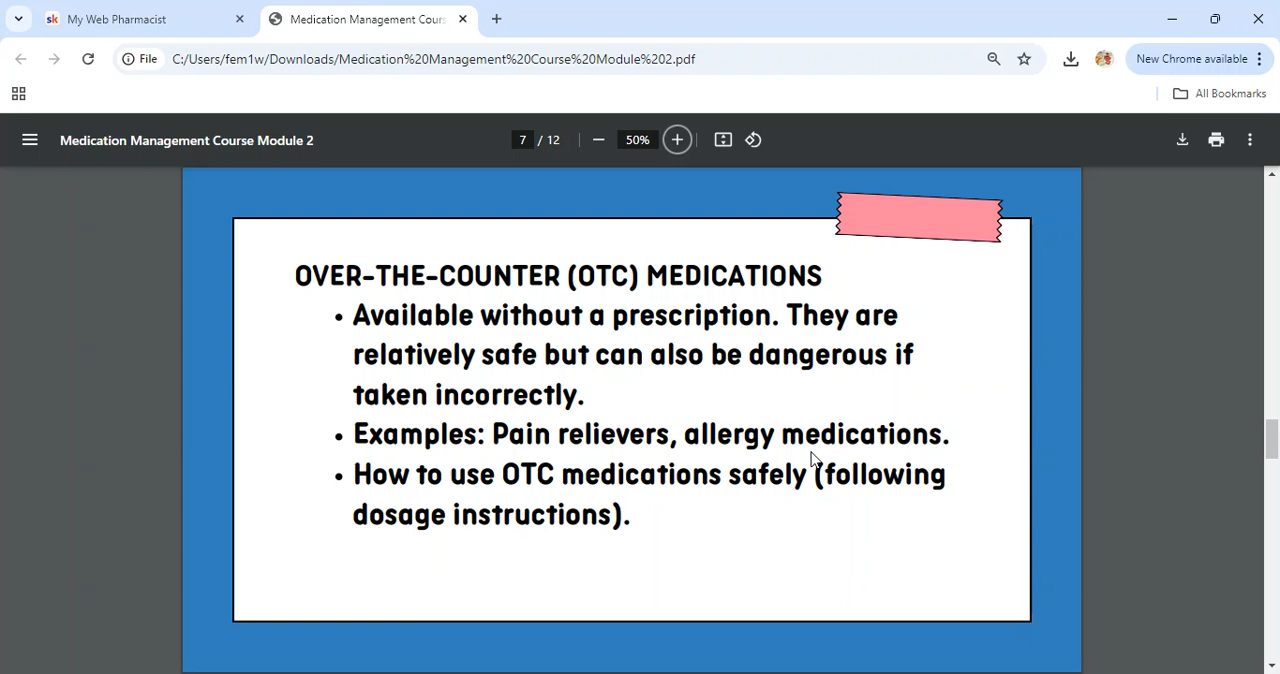 sk My Web Pharmacist
Medication Management Cours
File
C:/Users/fem1w/Downloads/Medication%20Management%20Course%20Module%202.pdf
New Chrome available
All Bookmarks
Medication Management Course Module 2
7 / 12
50%
OVER-THE-COUNTER (OTC) MEDICATIONS
• Available without a prescription. They are
relatively safe but can also be dangerous if
taken incorrectly.
• Examples: Pain relievers, allergy medications.
• How to use OTC medications safely (following
dosage instructions).